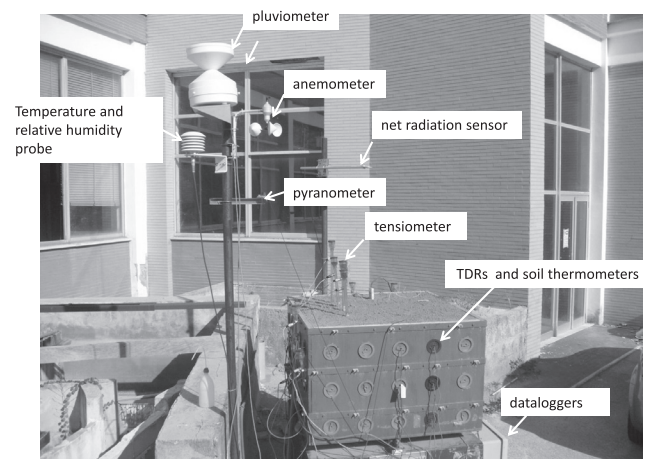 pluviometer
anemometer
Temperature and
relative humidity
probe
net radiation sensor
pyranometer
tensiometer
TDRs and soil thermometers
dataloggers